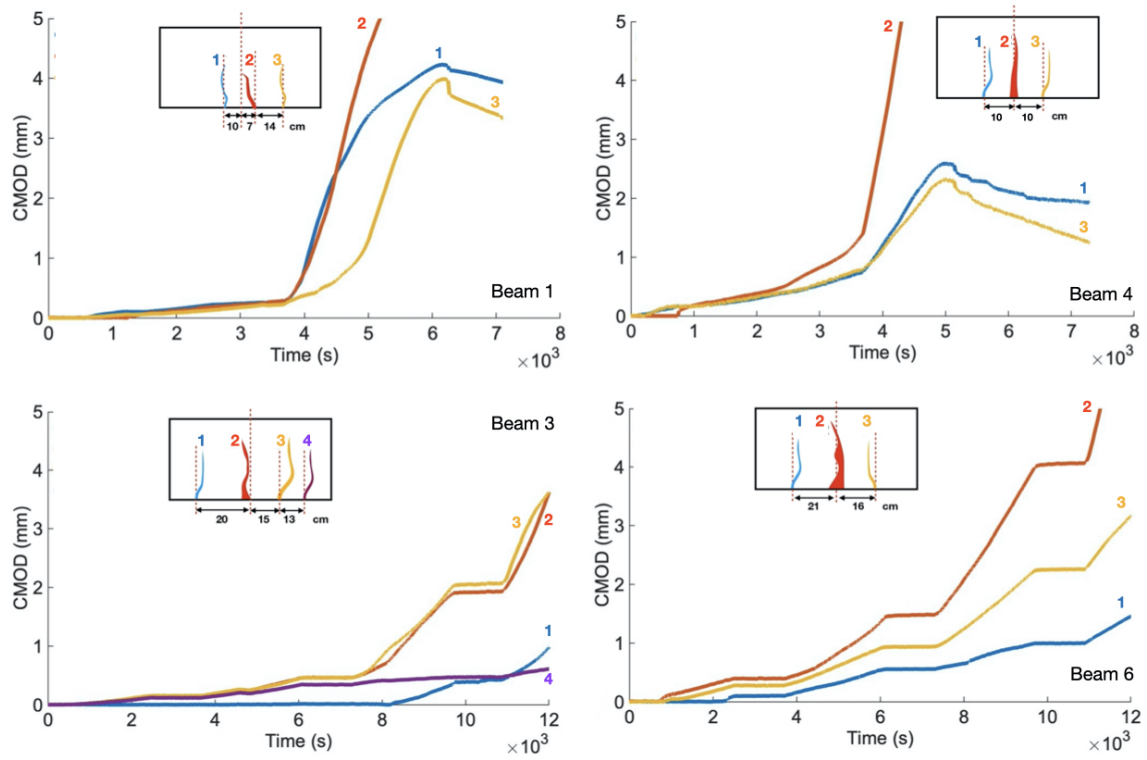 5
4
3
2
1
0
CMOD (mm)
0 1 2 3 4 5 6 7 8
Time (s)
×10³
Beam 1
1 2 3
10 7 14 cm
2
1
3
5
4
3
2
1
0
CMOD (mm)
0 1 2 3 4 5 6 7 8
Time (s)
×10³
Beam 4
1 2 3
10 10 cm
2
1
3
5
4
3
2
1
0
CMOD (mm)
0 2 4 6 8 10 12
Time (s)
×10³
Beam 3
1 2 3 4
20 15 13 cm
3
2
1
4
5
4
3
2
1
0
CMOD (mm)
0 2 4 6 8 10 12
Time (s)
×10³
Beam 6
1 2 3
21 16 cm
2
3
1